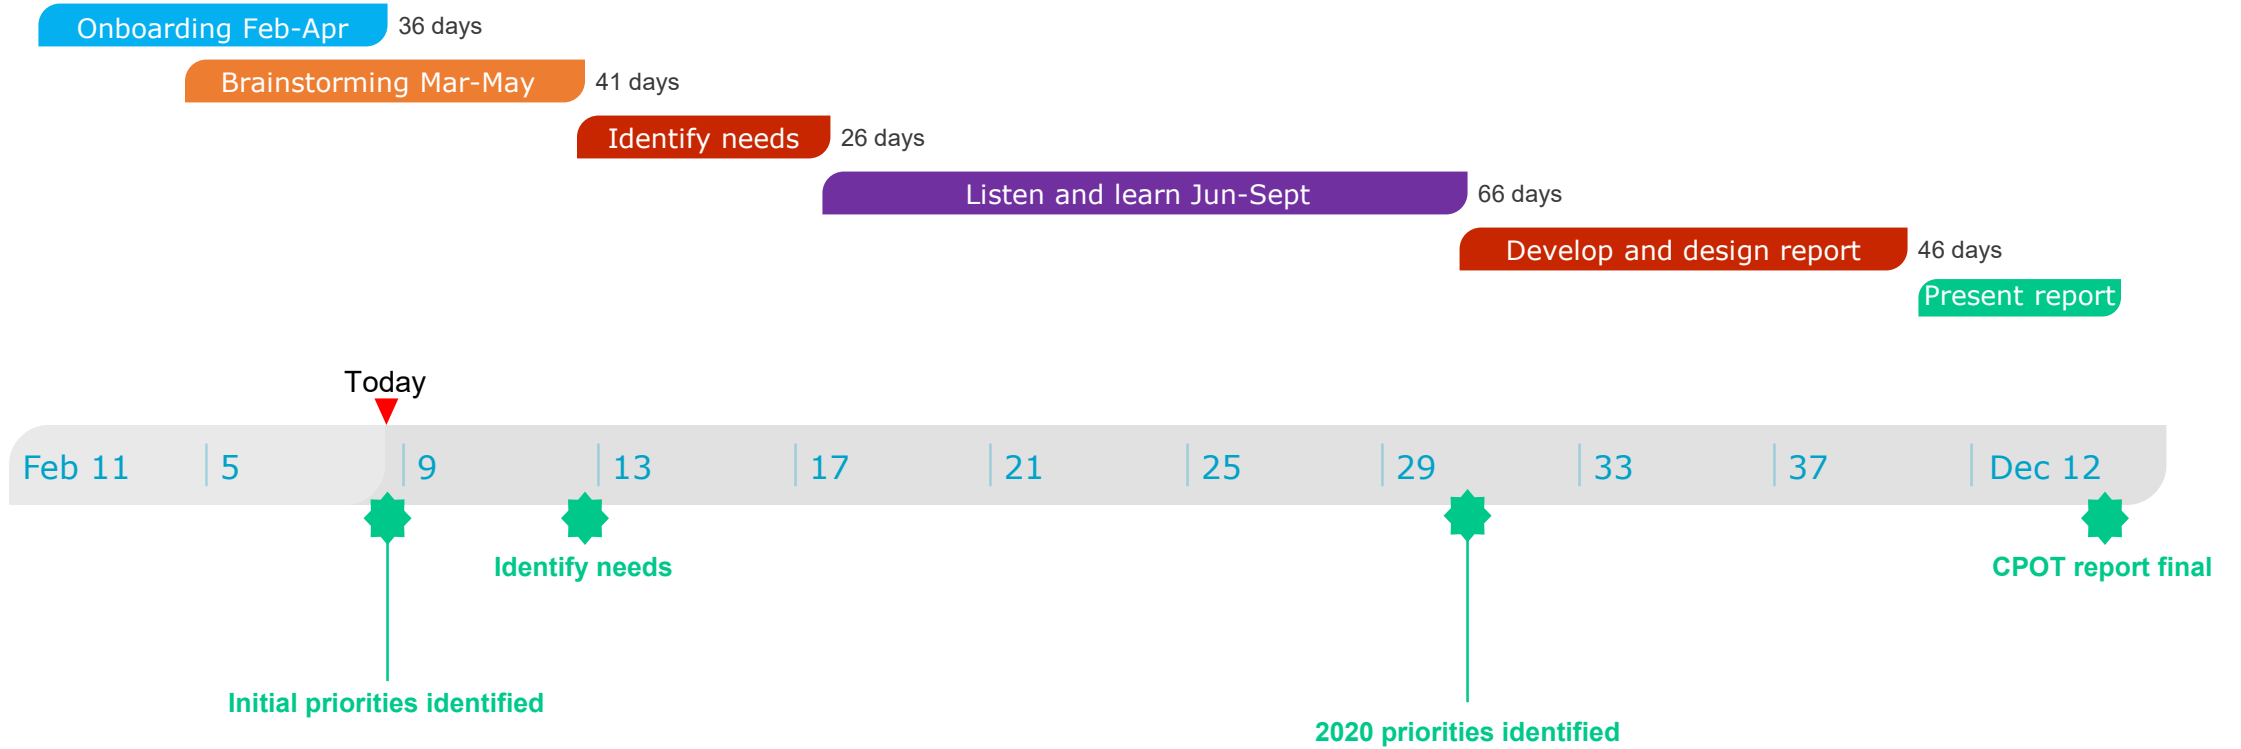 Onboarding Feb-Apr 36 days
Brainstorming Mar-May 41 days
Identify needs 26 days
Listen and learn Jun-Sept 66 days
Develop and design report 46 days
Present report
Today
Feb 11 5 9 13 17 21 25 29 33 37 Dec 12
Identify needs CPOT report final
Initial priorities identified
2020 priorities identified